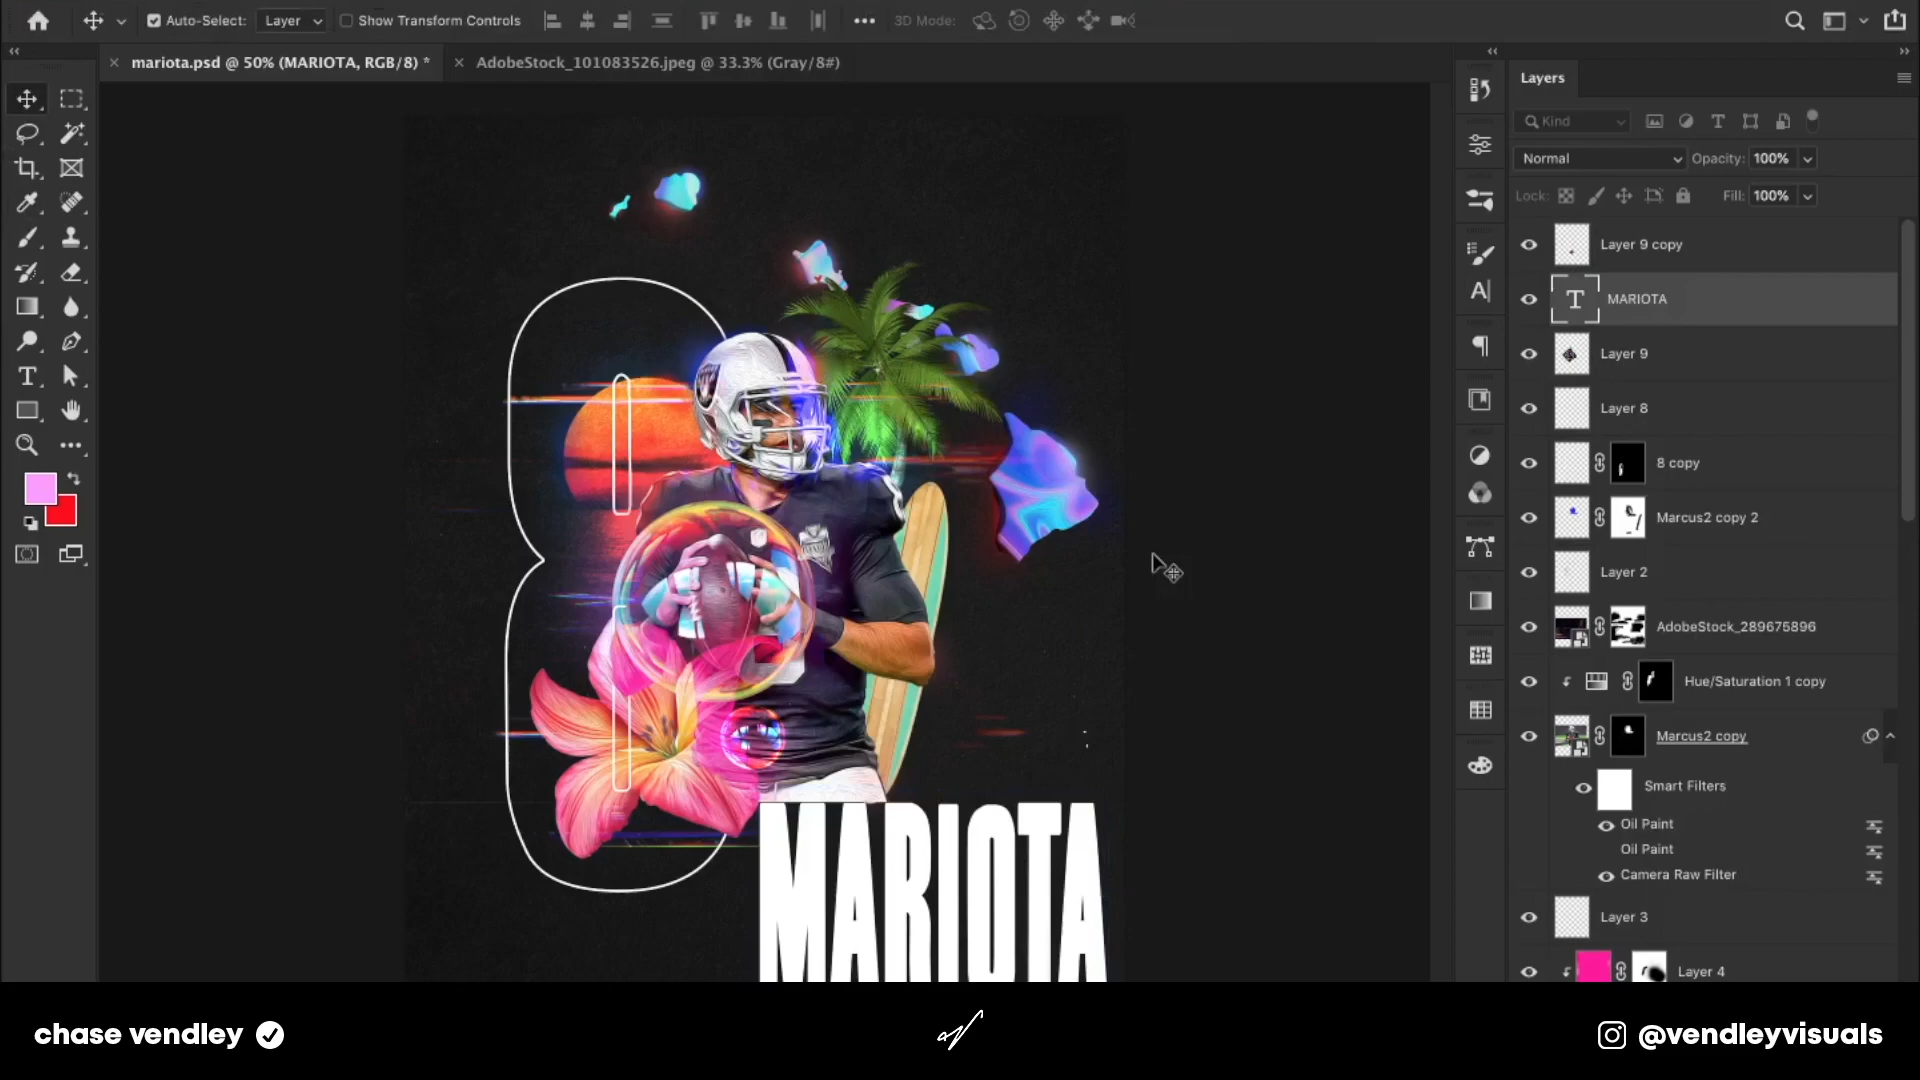 Auto-Select:
Layer
Show Transform Controls
3D Mode:
mariota.psd @ 50% (MARIOTA, RGB/8) *
AdobeStock_101083526.jpeg @ 33.3% (Gray/8#)
Layers
Kind
Normal
Opacity: 100%
Lock:
Fill: 100%
Layer 9 copy
MARIOTA
Layer 9
Layer 8
8 copy
Marcus2 copy 2
Layer 2
AdobeStock_289675896
Hue/Saturation 1 copy
Marcus2 copy
Smart Filters
Oil Paint
Oil Paint
Camera Raw Filter
Layer 3
Layer 4
MARIOTA
chase vendley
@vendleyvisuals